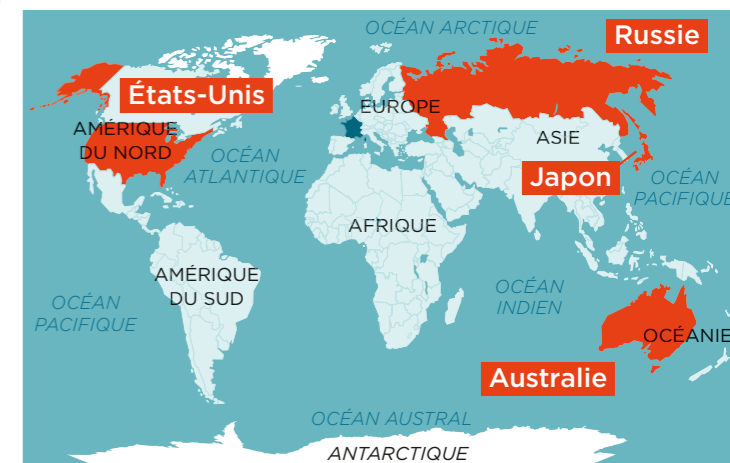 OCÉAN ARCTIQUE
Russie
États-Unis
EUROPE
AMÉRIQUE
DU NORD
ASIE
OCÉAN
ATLANTIQUE
Japon
OCÉAN
PACIFIQUE
AFRIQUE
AMÉRIQUE
DU SUD
OCÉAN
PACIFIQUE
OCÉAN
INDIEN
OCÉANIE
Australie
OCÉAN AUSTRAL
ANTARCTIQUE